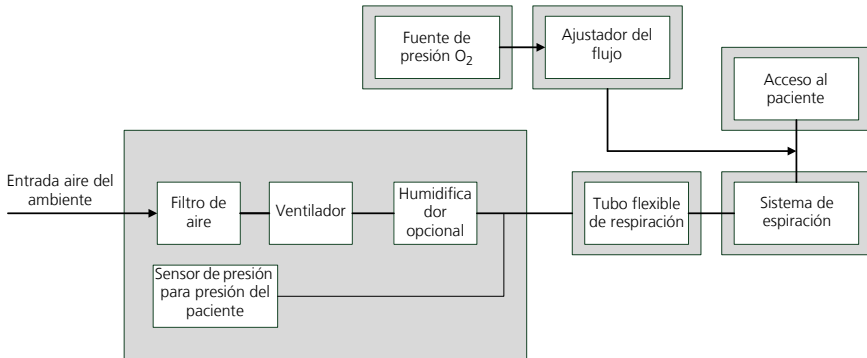 Fuente de
presión O2
Ajustador del
flujo
Acceso al
paciente
Entrada aire del
ambiente
Filtro de
aire
Ventilador
Humidifica
dor
opcional
Tubo flexible
de respiración
Sistema de
espiración
Sensor de presión
para presión del
paciente